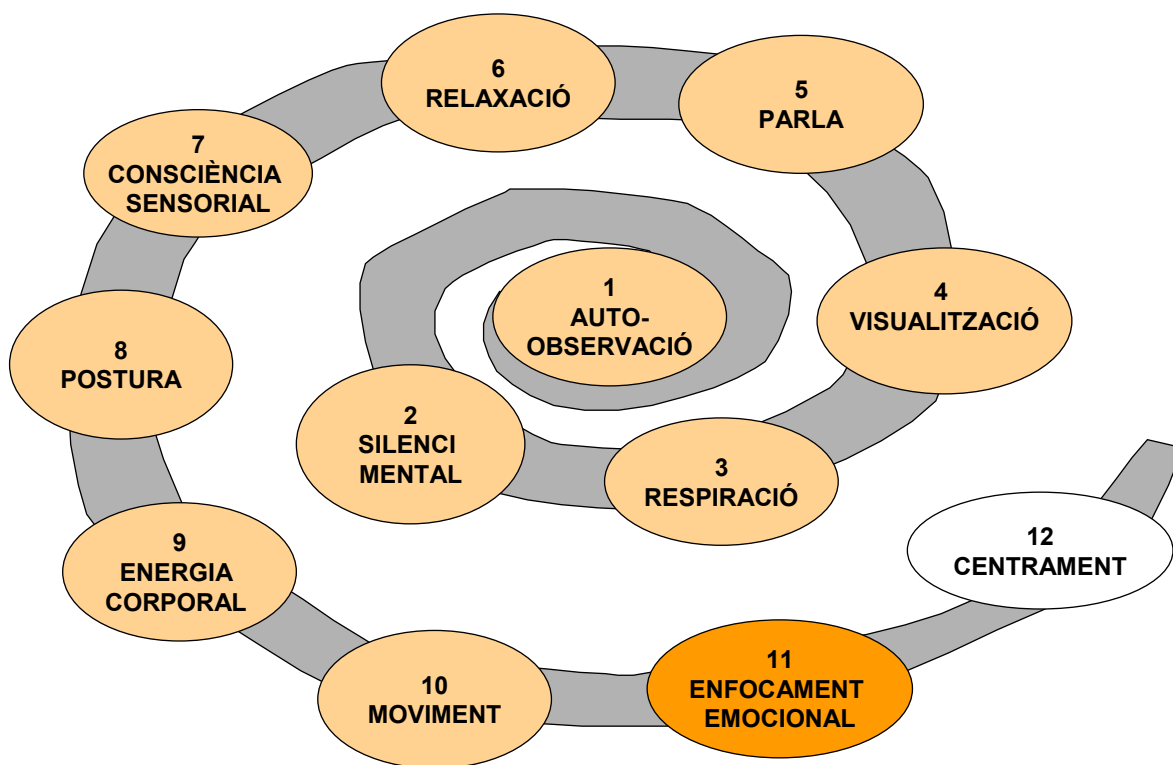 1
AUTO-
OBSERVACIÓ
2
SILENCI
MENTAL
3
RESPIRACIÓ
4
VISUALITZACIÓ
5
PARLA
6
RELAXACIÓ
7
CONSCIÈNCIA
SENSORIAL
8
POSTURA
9
ENERGIA
CORPORAL
10
MOVIMENT
11
ENFOCAMENT
EMOCIONAL
12
CENTRAMENT